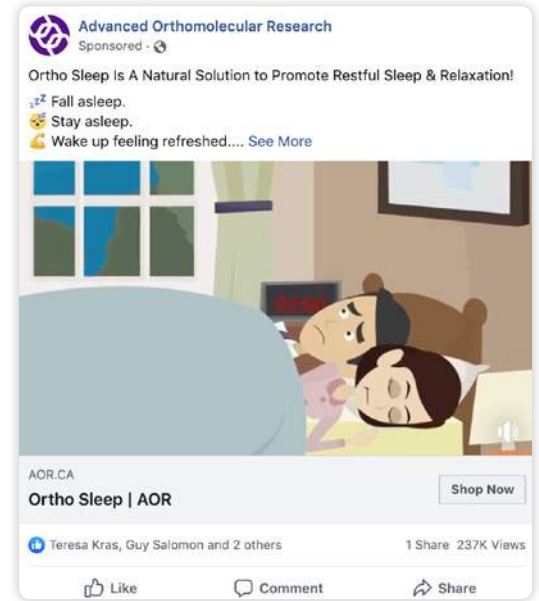 Advanced Orthomolecular Research
Sponsored ·
Ortho Sleep Is A Natural Solution to Promote Restful Sleep & Relaxation!
💤 Fall asleep.
😴 Stay asleep.
💪 Wake up feeling refreshed.... See More
02:00
AOR.CA
Ortho Sleep | AOR
Shop Now
Teresa Kras, Guy Salomon and 2 others
1 Share 237K Views
Like Comment Share